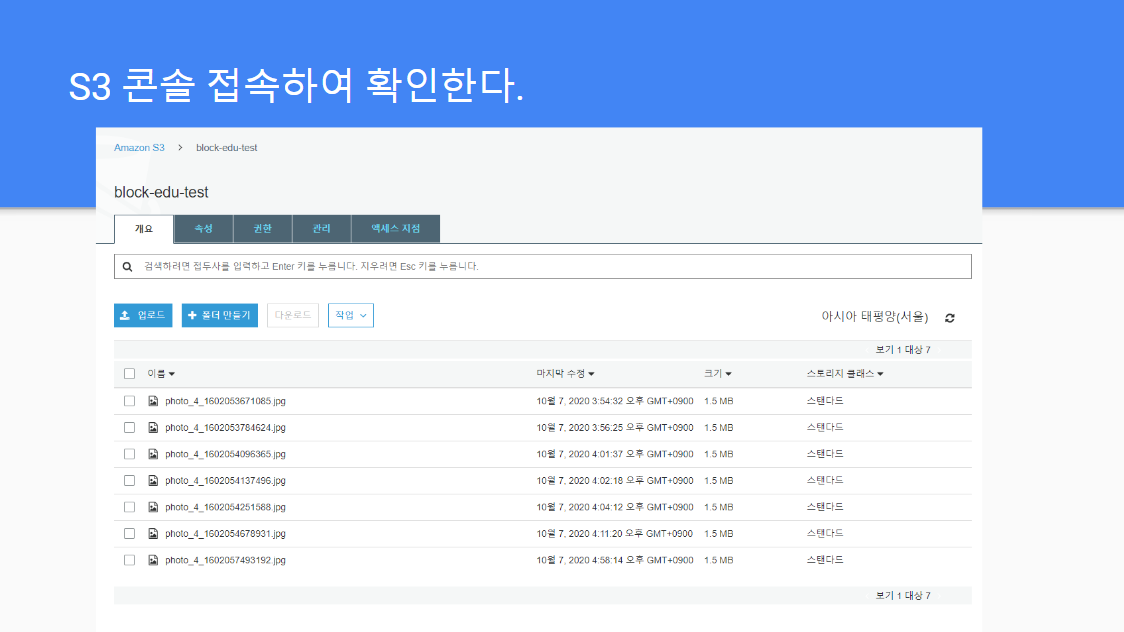 S3 콘솔 접속하여 확인한다.
Amazon S3 > block-edu-test
block-edu-test
개요 속성 권한 관리 액세스 지점
검색하려면 접두사를 입력하고 Enter 키를 누릅니다. 지우려면 Esc 키를 누릅니다.
업로드 + 폴더 만들기 다운로드 작업 아시아 태평양(서울)
보기 1 대상 7
이름 마지막 수정 크기 스토리지 클래스
photo_4_1602053671085.jpg 10월 7, 2020 3:54:32 오후 GMT+0900 1.5 MB 스탠다드
photo_4_1602053784624.jpg 10월 7, 2020 3:56:25 오후 GMT+0900 1.5 MB 스탠다드
photo_4_1602054096365.jpg 10월 7, 2020 4:01:37 오후 GMT+0900 1.5 MB 스탠다드
photo_4_1602054137496.jpg 10월 7, 2020 4:02:18 오후 GMT+0900 1.5 MB 스탠다드
photo_4_1602054251588.jpg 10월 7, 2020 4:04:12 오후 GMT+0900 1.5 MB 스탠다드
photo_4_1602054678931.jpg 10월 7, 2020 4:11:20 오후 GMT+0900 1.5 MB 스탠다드
photo_4_1602057493192.jpg 10월 7, 2020 4:58:14 오후 GMT+0900 1.5 MB 스탠다드
보기 1 대상 7